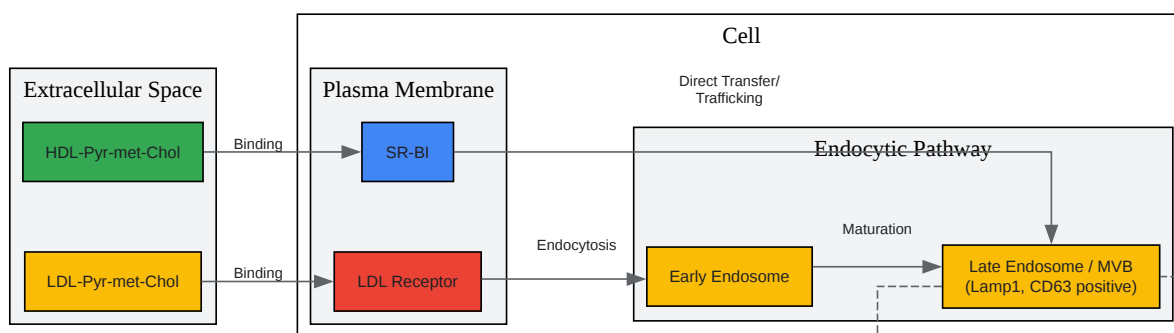 Cell
Extracellular Space
Plasma Membrane
Direct Transfer/
Trafficking
HDL-Pyr-met-Chol
Binding
SR-BI
Endocytic Pathway
LDL-Pyr-met-Chol
Binding
LDL Receptor
Endocytosis
Early Endosome
Maturation
Late Endosome / MVB
(Lamp1, CD63 positive)